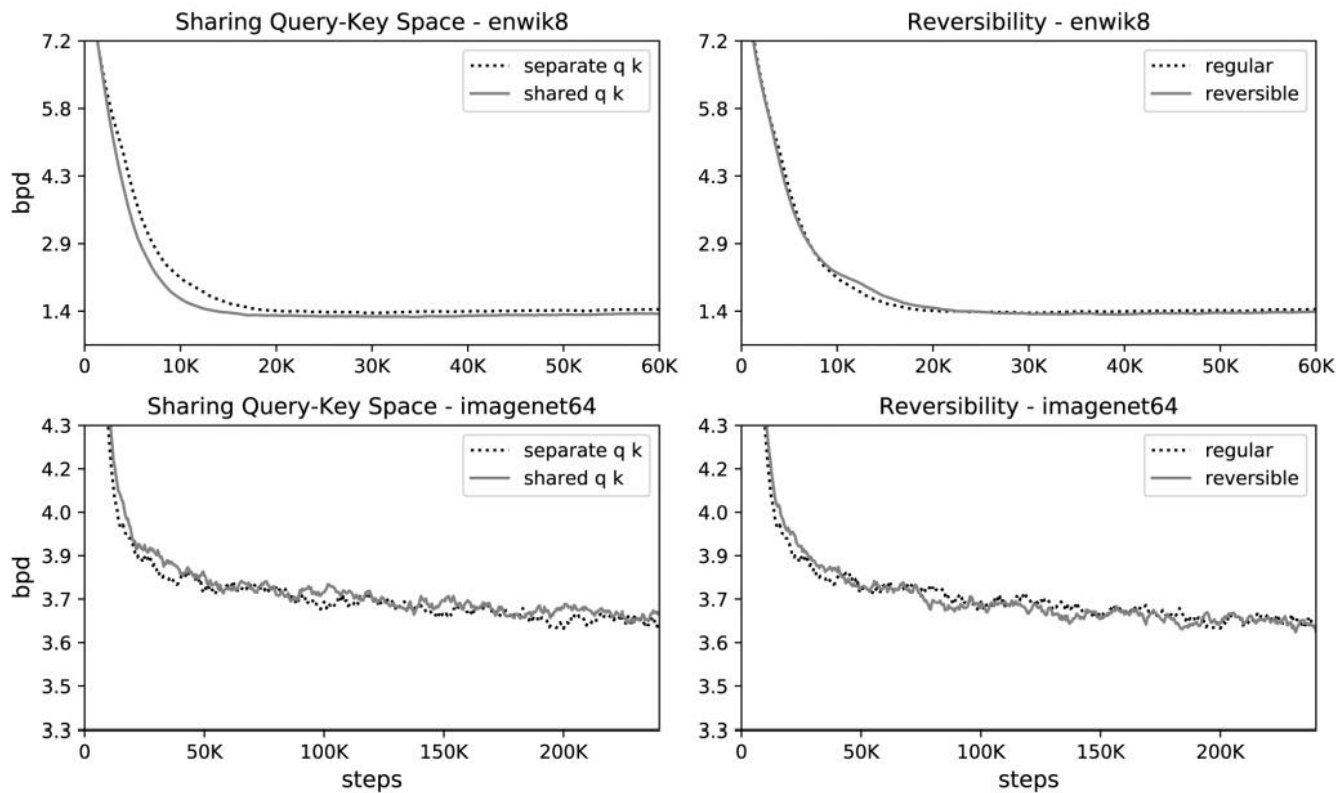 Sharing Query-Key Space - enwik8
7.2
5.8
4.3
2.9
1.4
bpd
separate q k
shared q k
0 10K 20K 30K 40K 50K 60K
Reversibility - enwik8
7.2
5.8
4.3
2.9
1.4
regular
reversible
0 10K 20K 30K 40K 50K 60K
Sharing Query-Key Space - imagenet64
4.3
4.2
4.0
3.9
3.7
3.6
3.5
3.3
bpd
separate q k
shared q k
0 50K 100K 150K 200K
steps
Reversibility - imagenet64
4.3
4.2
4.0
3.9
3.7
3.6
3.5
3.3
regular
reversible
0 50K 100K 150K 200K
steps